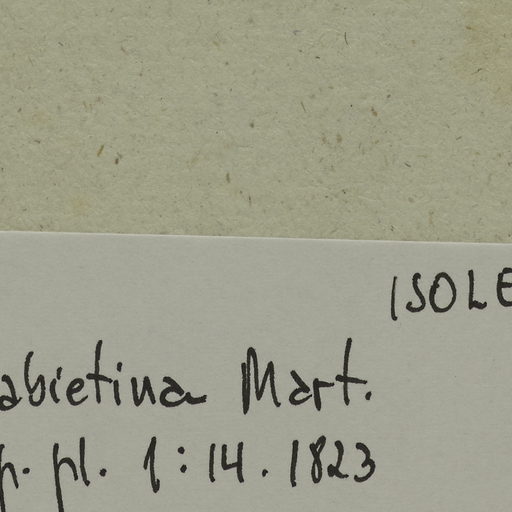 ISOLE
abietina Mart.
p. pl. 1:14. 1823